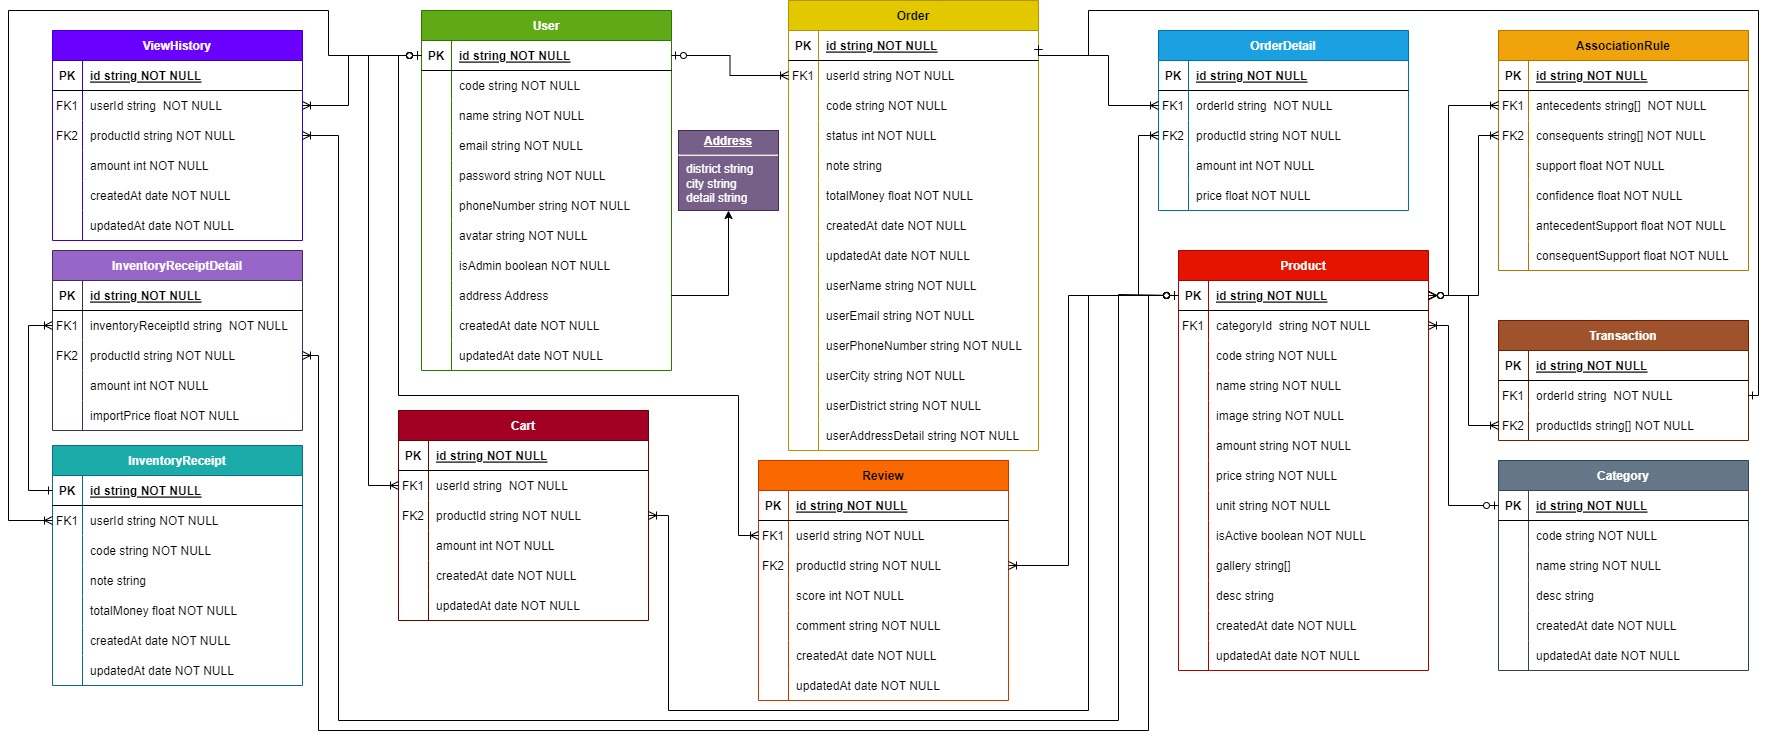 ViewHistory
PK id string NOT NULL
FK1 userId string NOT NULL
FK2 productId string NOT NULL
amount int NOT NULL
createdAt date NOT NULL
updatedAt date NOT NULL
InventoryReceiptDetail
PK id string NOT NULL
FK1 inventoryReceiptId string NOT NULL
FK2 productId string NOT NULL
amount int NOT NULL
importPrice float NOT NULL
InventoryReceipt
PK id string NOT NULL
FK1 userId string NOT NULL
code string NOT NULL
note string
totalMoney float NOT NULL
createdAt date NOT NULL
updatedAt date NOT NULL
User
PK id string NOT NULL
code string NOT NULL
name string NOT NULL
email string NOT NULL
password string NOT NULL
phoneNumber string NOT NULL
avatar string NOT NULL
isAdmin boolean NOT NULL
address Address
createdAt date NOT NULL
updatedAt date NOT NULL
Cart
PK id string NOT NULL
FK1 userId string NOT NULL
FK2 productId string NOT NULL
amount int NOT NULL
createdAt date NOT NULL
updatedAt date NOT NULL
Address
district string
city string
detail string
Order
PK id string NOT NULL
FK1 userId string NOT NULL
code string NOT NULL
status int NOT NULL
note string
totalMoney float NOT NULL
createdAt date NOT NULL
updatedAt date NOT NULL
userName string NOT NULL
userEmail string NOT NULL
userPhoneNumber string NOT NULL
userCity string NOT NULL
userDistrict string NOT NULL
userAddressDetail string NOT NULL
Review
PK id string NOT NULL
FK1 userId string NOT NULL
FK2 productId string NOT NULL
score int NOT NULL
comment string NOT NULL
createdAt date NOT NULL
updatedAt date NOT NULL
OrderDetail
PK id string NOT NULL
FK1 orderId string NOT NULL
FK2 productId string NOT NULL
amount int NOT NULL
price float NOT NULL
Product
PK id string NOT NULL
FK1 categoryId string NOT NULL
code string NOT NULL
name string NOT NULL
image string NOT NULL
amount string NOT NULL
price string NOT NULL
unit string NOT NULL
isActive boolean NOT NULL
gallery string[]
desc string
createdAt date NOT NULL
updatedAt date NOT NULL
AssociationRule
PK id string NOT NULL
FK1 antecedents string[] NOT NULL
FK2 consequents string[] NOT NULL
support float NOT NULL
confidence float NOT NULL
antecedentSupport float NOT NULL
consequentSupport float NOT NULL
Transaction
PK id string NOT NULL
FK1 orderId string NOT NULL
FK2 productIds string[] NOT NULL
Category
PK id string NOT NULL
code string NOT NULL
name string NOT NULL
desc string
createdAt date NOT NULL
updatedAt date NOT NULL